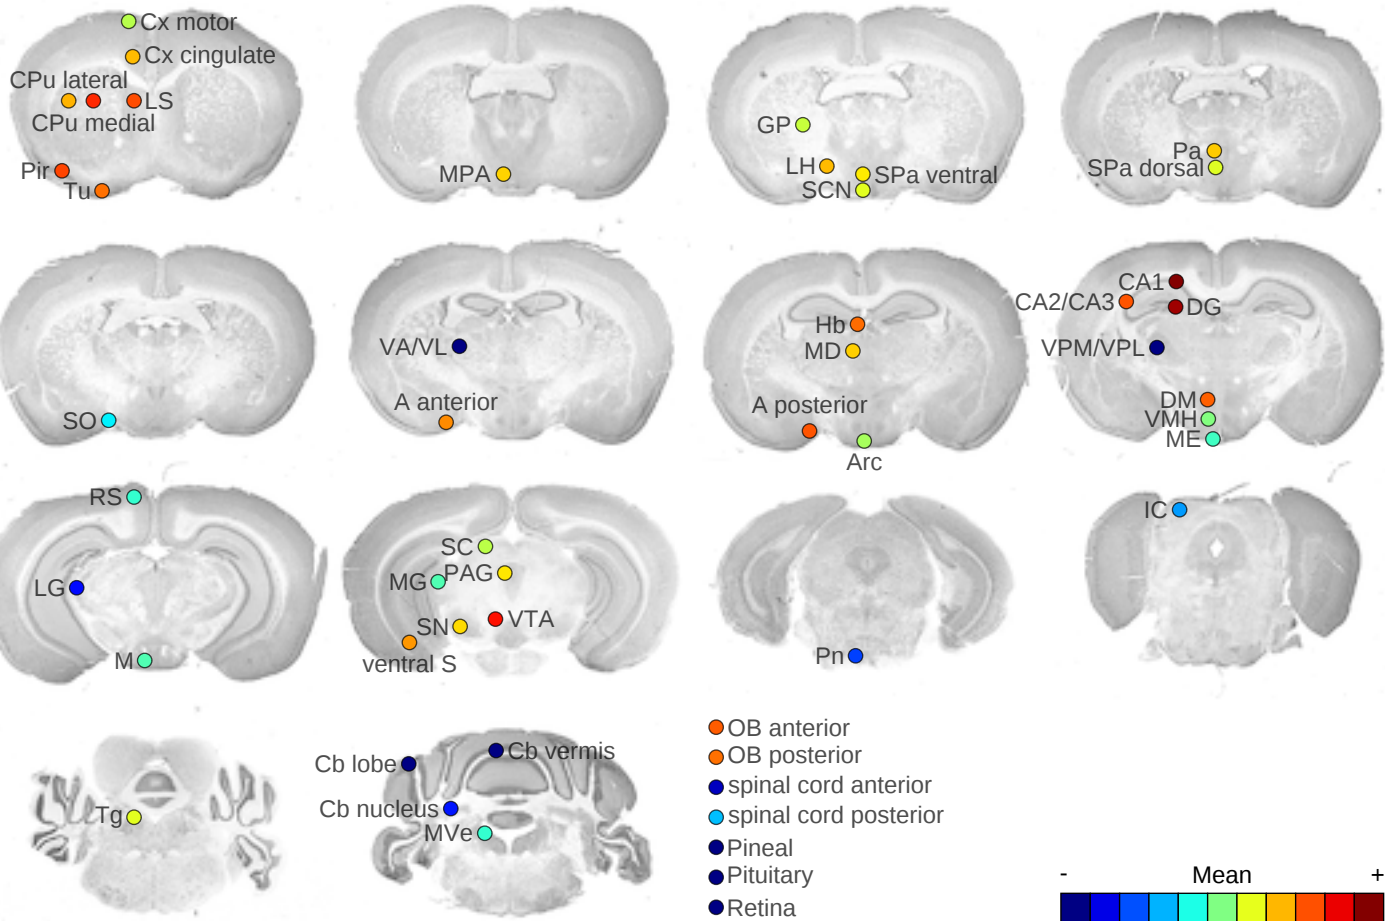 Cx motor
Cx cingulate
CPu lateral
LS
CPu medial
Pir
Tu
MPA
GP
LH
SPa ventral
SCN
Pa
SPa dorsal
SO
VA/VL
A anterior
Hb
MD
A posterior
Arc
CA1
CA2/CA3
DG
VPM/VPL
DM
VMH
ME
RS
LG
M
SC
MG
PAG
SN
VTA
ventral S
Pn
IC
Tg
Cb lobe
Cb vermis
Cb nucleus
MVe
OB anterior
OB posterior
spinal cord anterior
spinal cord posterior
Pineal
Pituitary
Retina
- Mean +